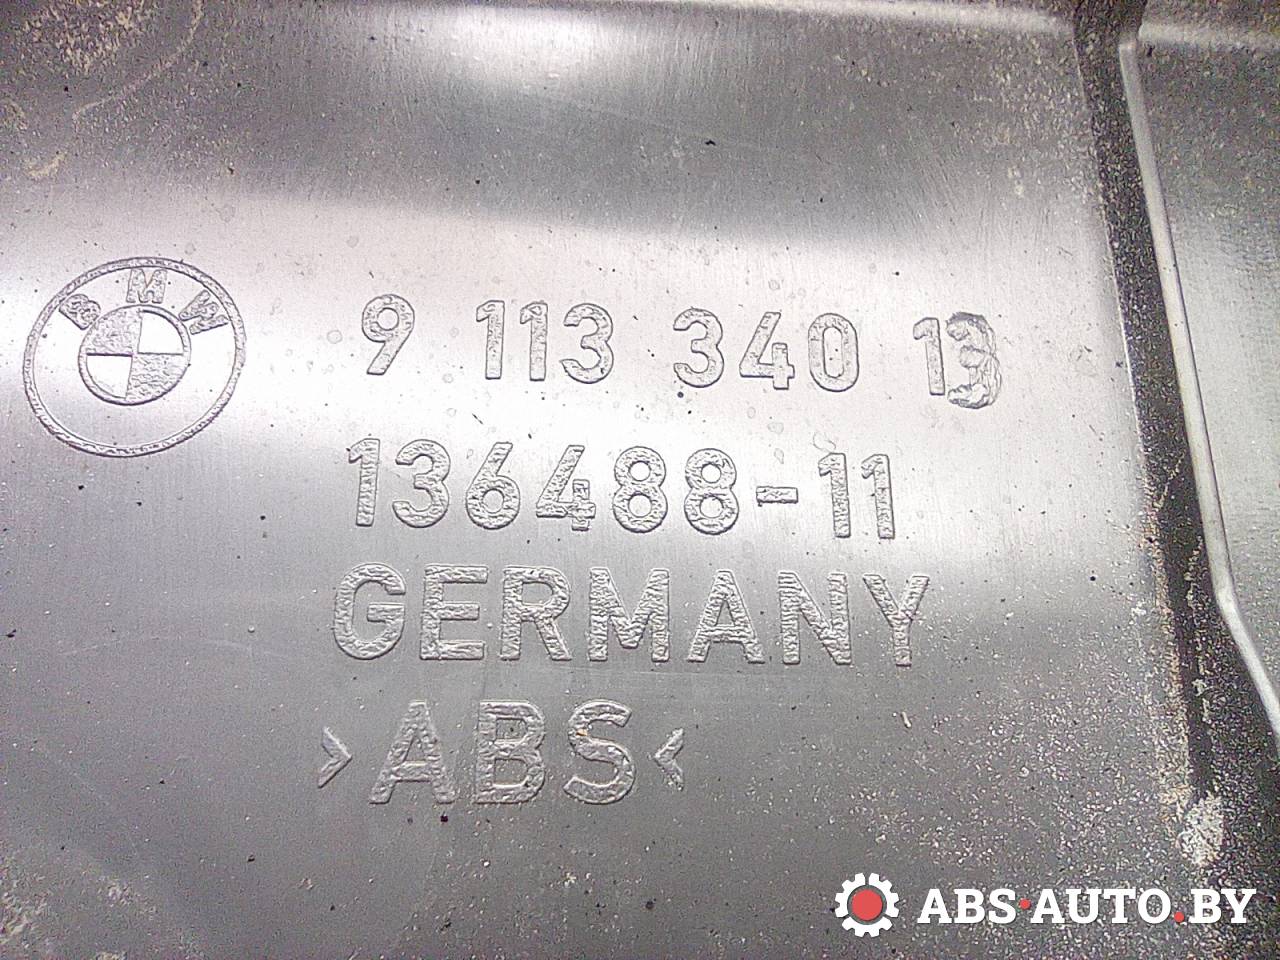 BMW
9 113 340 13
136488-11
GERMANY
>ABS<
ABS·AUTO.BY